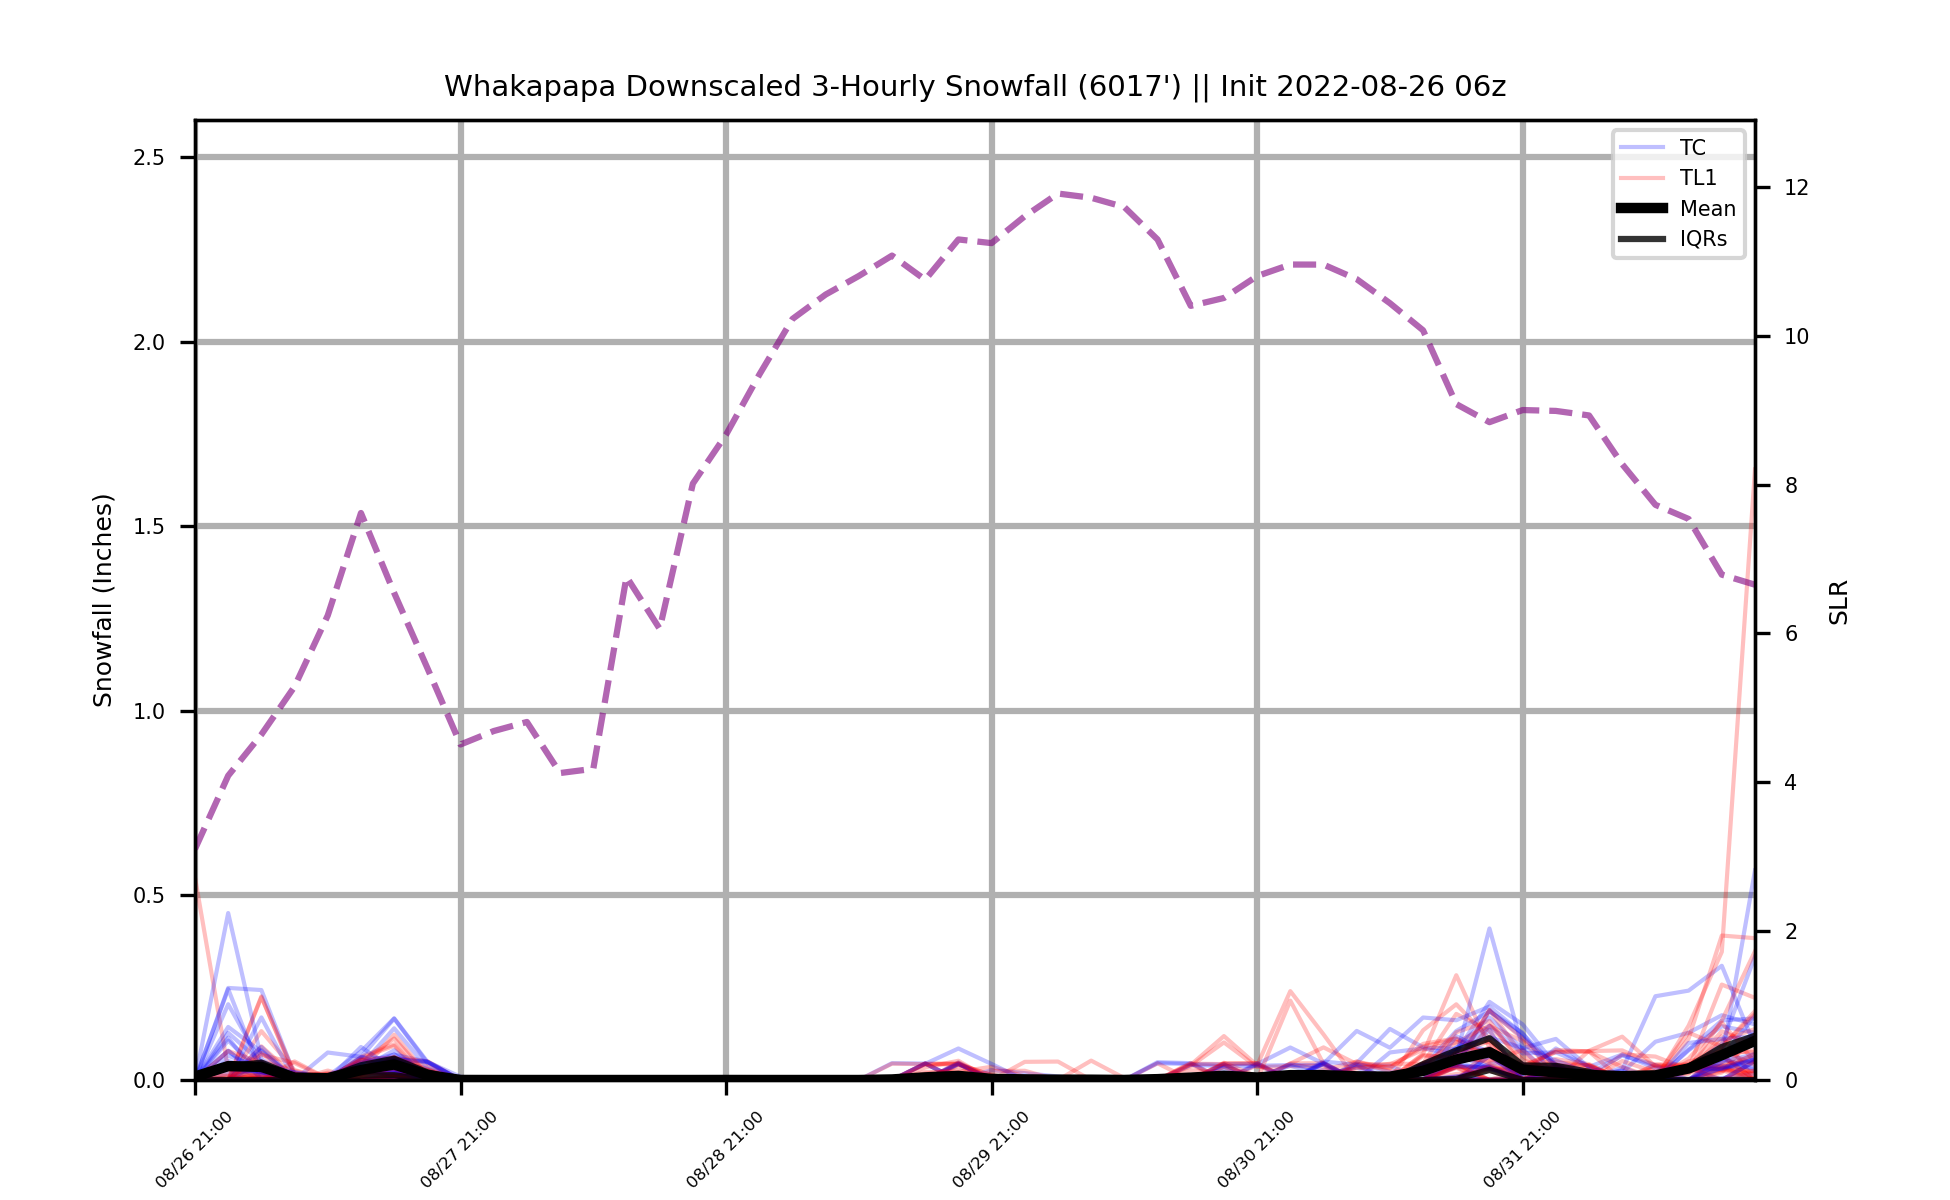 Whakapapa Downscaled 3-Hourly Snowfall (6017') || Init 2022-08-26 06z
TC
TL1
Mean
IQRs
Snowfall (Inches)
2.5
2.0
1.5
1.0
0.5
0.0
SLR
12
10
8
6
4
2
0
08/26 21:00
08/27 21:00
08/28 21:00
08/29 21:00
08/30 21:00
08/31 21:00